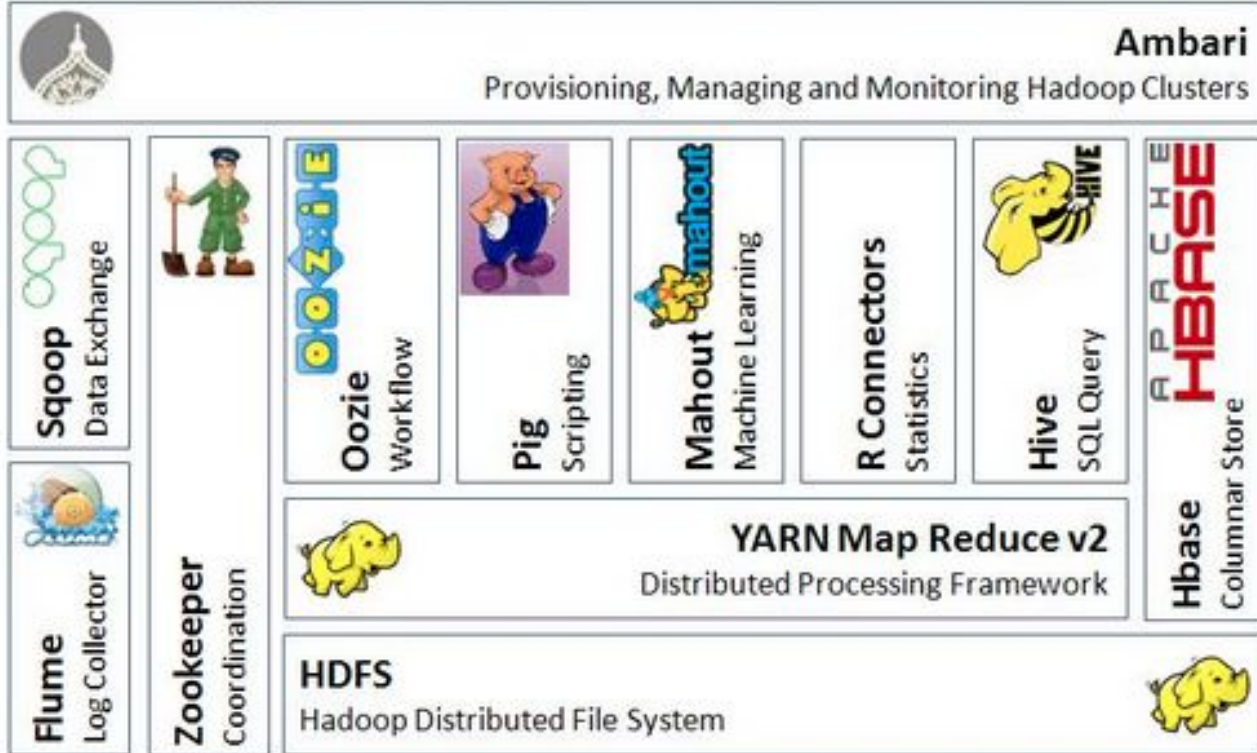 Ambari
Provisioning, Managing and Monitoring Hadoop Clusters
sqoop
Sqoop
Data Exchange
Flume
Log Collector
Zookeeper
Coordination
OOZIE
Oozie
Workflow
Pig
Scripting
mahout
Mahout
Machine Learning
R Connectors
Statistics
HIVE
Hive
SQL Query
APACHE
HBASE
Hbase
Columnar Store
YARN Map Reduce v2
Distributed Processing Framework
HDFS
Hadoop Distributed File System